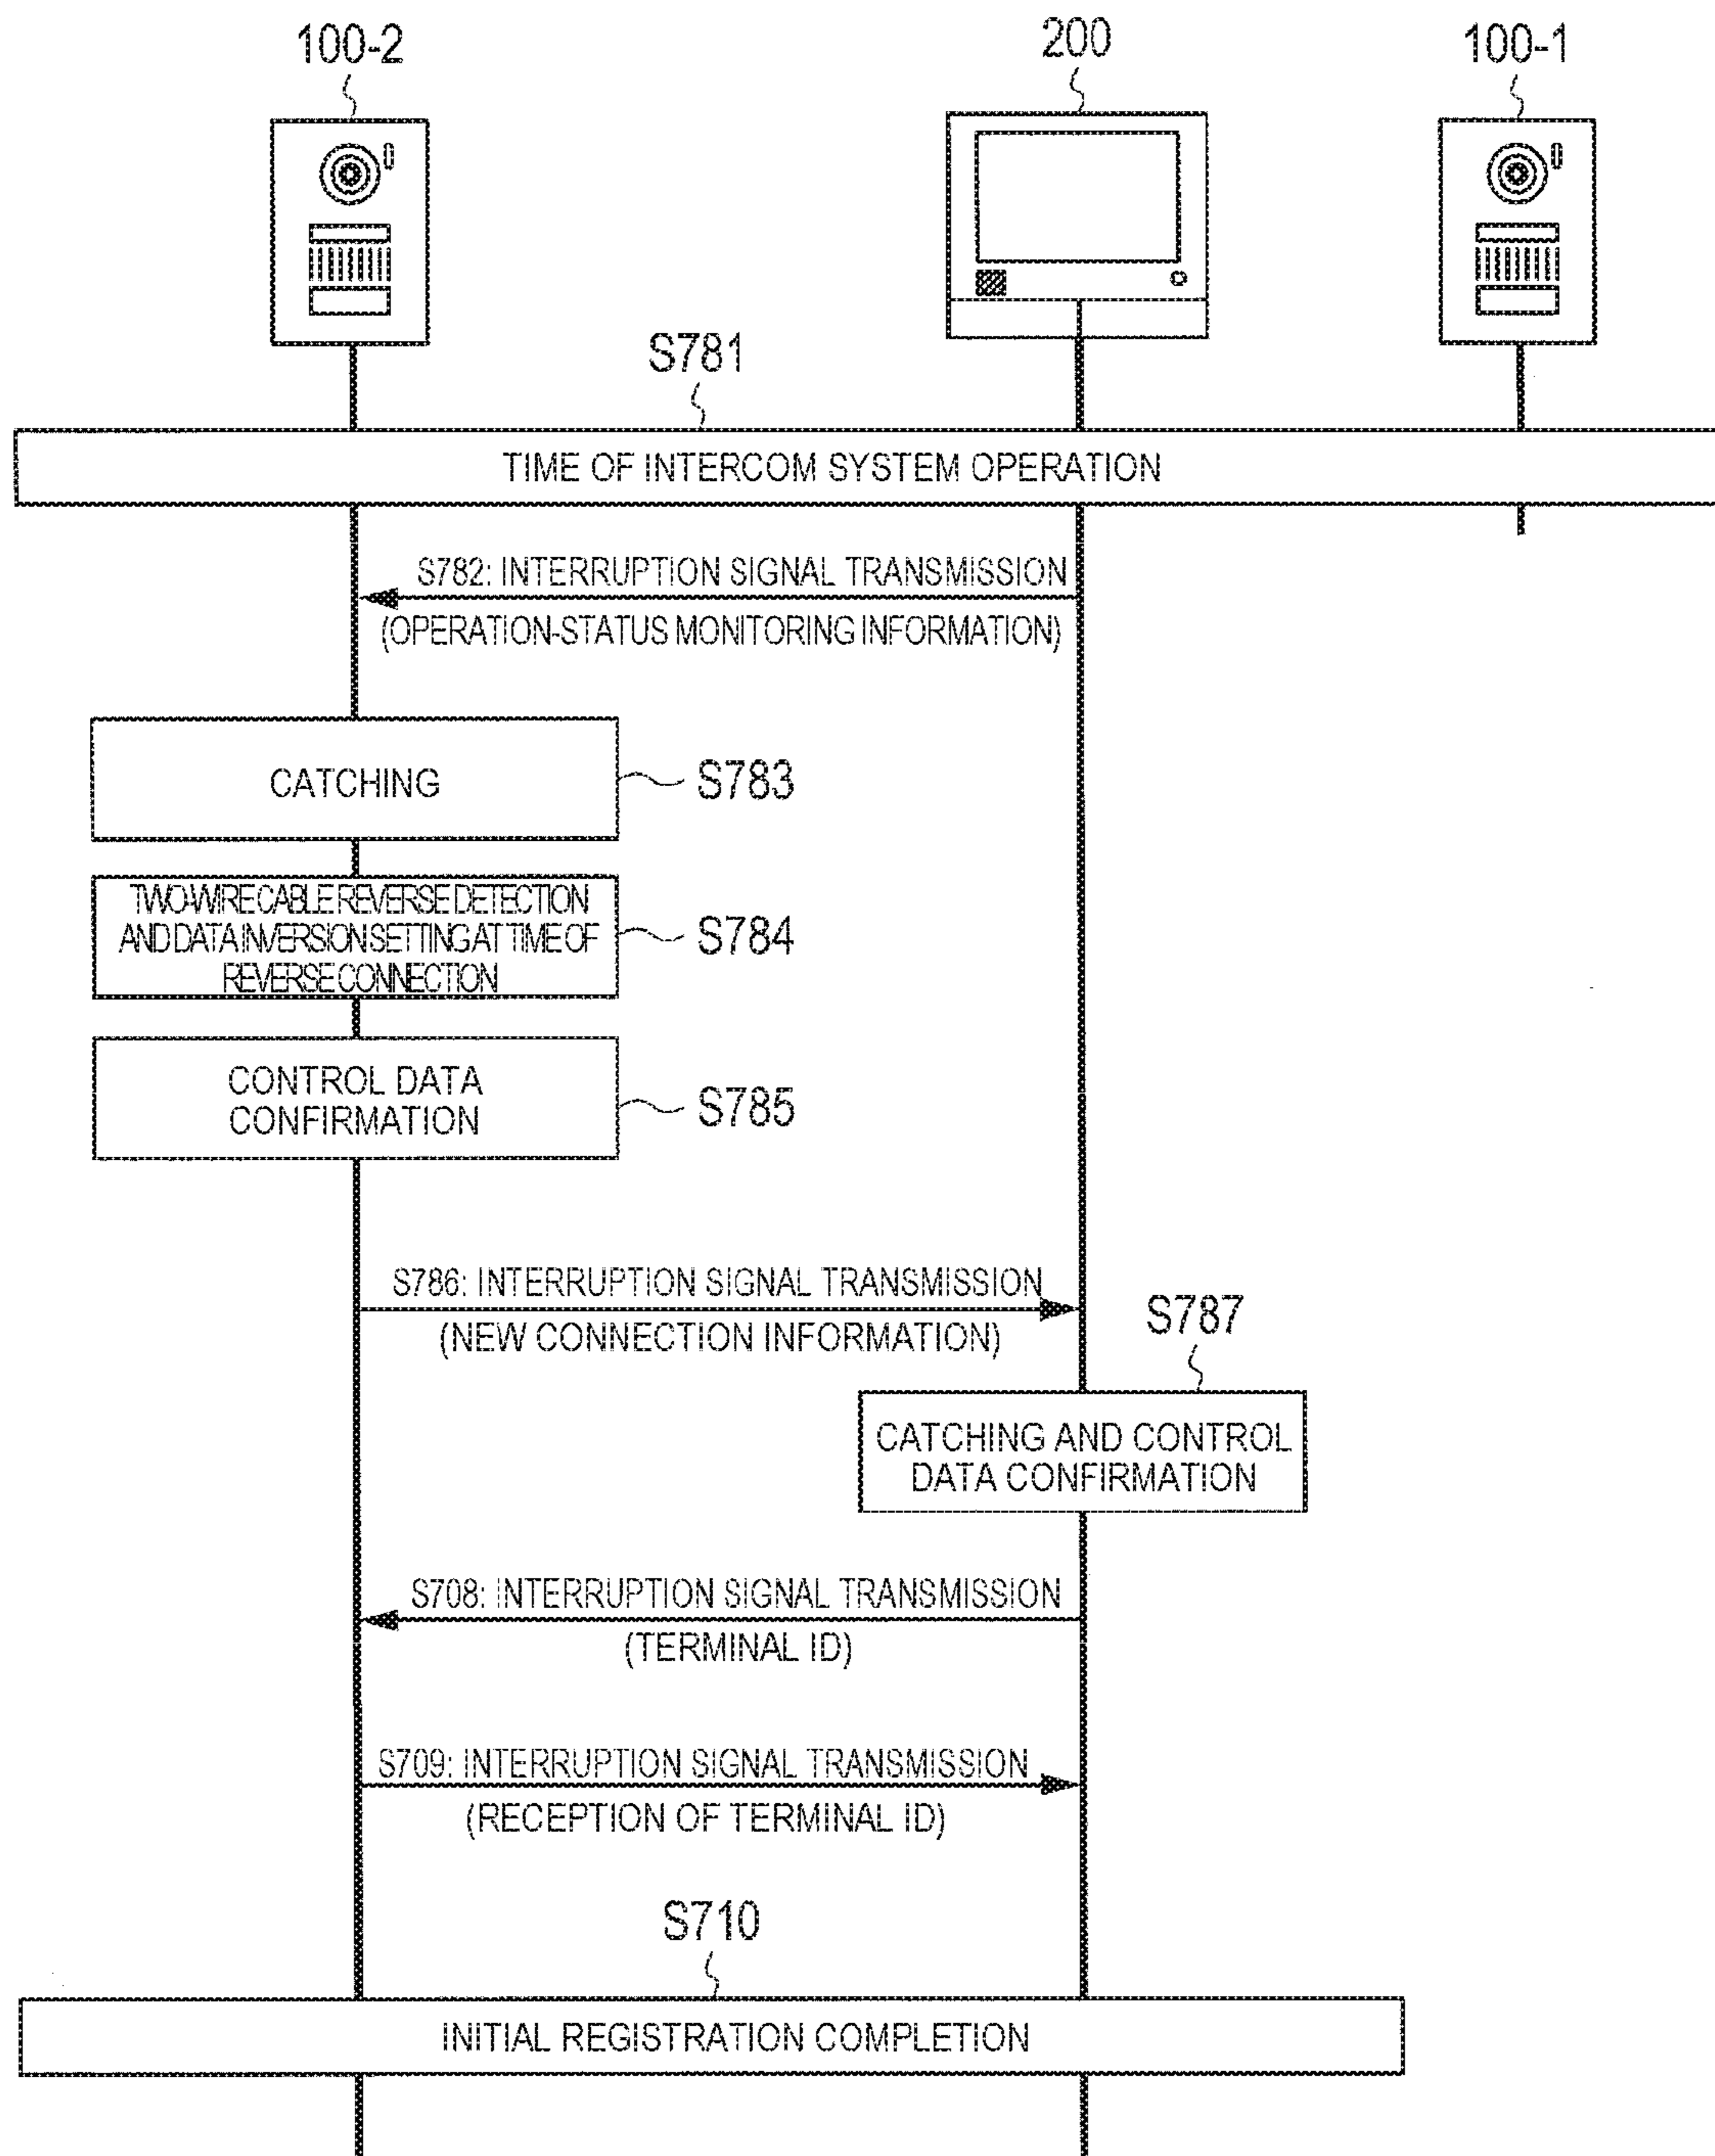 100-2
200
100-1
S781
TIME OF INTERCOM SYSTEM OPERATION
S782: INTERRUPTION SIGNAL TRANSMISSION
(OPERATION-STATUS MONITORING INFORMATION)
CATCHING
S783
TWO-WIRE CABLE REVERSE DETECTION
AND DATA INVERSION SETTING AT TIME OF
REVERSE CONNECTION
S784
CONTROL DATA
CONFIRMATION
S785
S786: INTERRUPTION SIGNAL TRANSMISSION
(NEW CONNECTION INFORMATION)
S787
CATCHING AND CONTROL
DATA CONFIRMATION
S708: INTERRUPTION SIGNAL TRANSMISSION
(TERMINAL ID)
S709: INTERRUPTION SIGNAL TRANSMISSION
(RECEPTION OF TERMINAL ID)
S710
INITIAL REGISTRATION COMPLETION